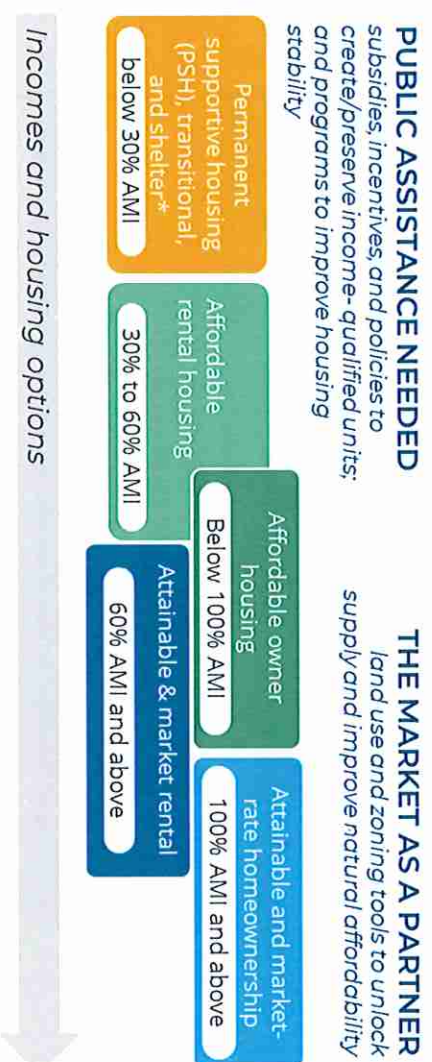 PUBLIC ASSISTANCE NEEDED
subsidies, incentives, and policies to
create/preserve income- qualified units;
and programs to improve housing
stability
THE MARKET AS A PARTNER
land use and zoning tools to unlock
supply and improve natural affordability
Permanent
supportive housing
(PSH), transitional,
and shelter*
below 30% AMI
Affordable
rental housing
30% to 60% AMI
Affordable owner
housing
Below 100% AMI
Attainable & market rental
60% AMI and above
Attainable and market-
rate homeownership
100% AMI and above
Incomes and housing options